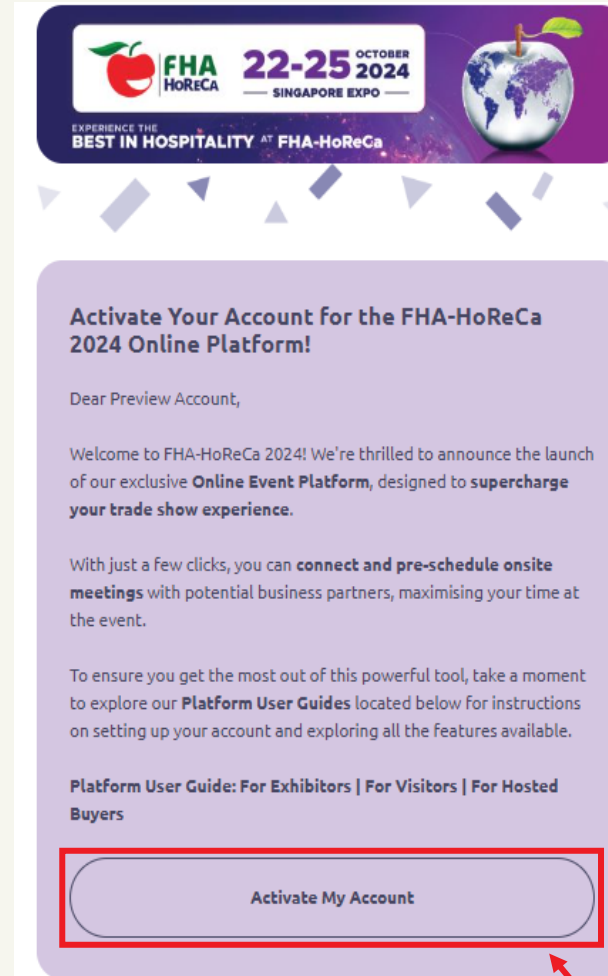 FHA
HoReCa
22-25 OCTOBER 2024
SINGAPORE EXPO
EXPERIENCE THE
BEST IN HOSPITALITY AT FHA-HoReCa
Activate Your Account for the FHA-HoReCa
2024 Online Platform!
Dear Preview Account,
Welcome to FHA-HoReCa 2024! We're thrilled to announce the launch
of our exclusive Online Event Platform, designed to supercharge
your trade show experience.
With just a few clicks, you can connect and pre-schedule onsite
meetings with potential business partners, maximising your time at
the event.
To ensure you get the most out of this powerful tool, take a moment
to explore our Platform User Guides located below for instructions
on setting up your account and exploring all the features available.
Platform User Guide: For Exhibitors | For Visitors | For Hosted
Buyers
Activate My Account